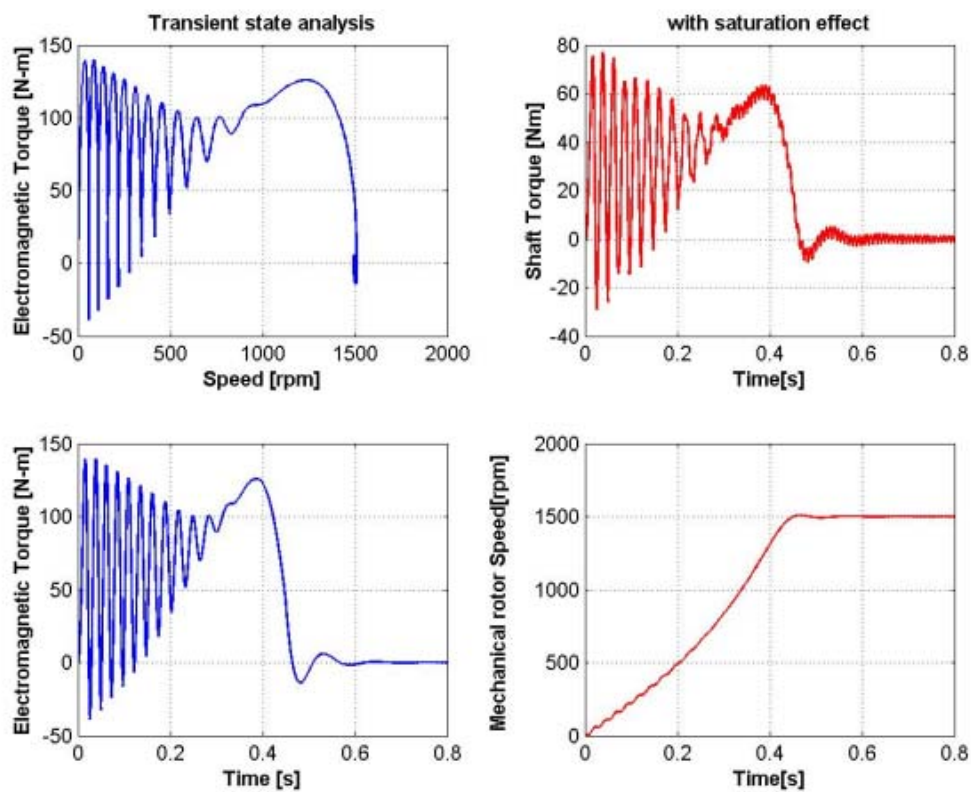 Transient state analysis
150
100
50
0
-50
Electromagnetic Torque [N-m]
0 500 1000 1500 2000
Speed [rpm]
with saturation effect
80
60
40
20
0
-20
-40
Shaft Torque [Nm]
0 0.2 0.4 0.6 0.8
Time[s]
150
100
50
0
-50
Electromagnetic Torque [N-m]
0 0.2 0.4 0.6 0.8
Time [s]
2000
1500
1000
500
0
Mechanical rotor Speed[rpm]
0 0.2 0.4 0.6 0.8
Time[s]